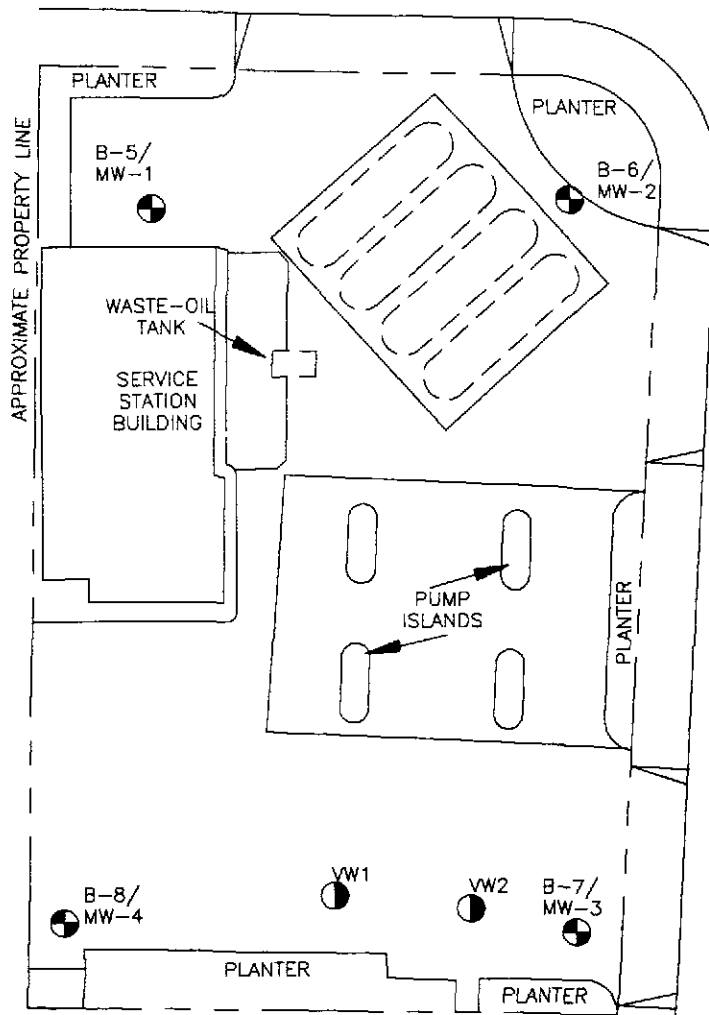 PLANTER
PLANTER
B-5/
MW-1
B-6/
MW-2
APPROXIMATE PROPERTY LINE
WASTE-OIL
TANK
SERVICE
STATION
BUILDING
PUMP
ISLANDS
PLANTER
VW1
VW2
B-7/
MW-3
B-8/
MW-4
PLANTER
PLANTER